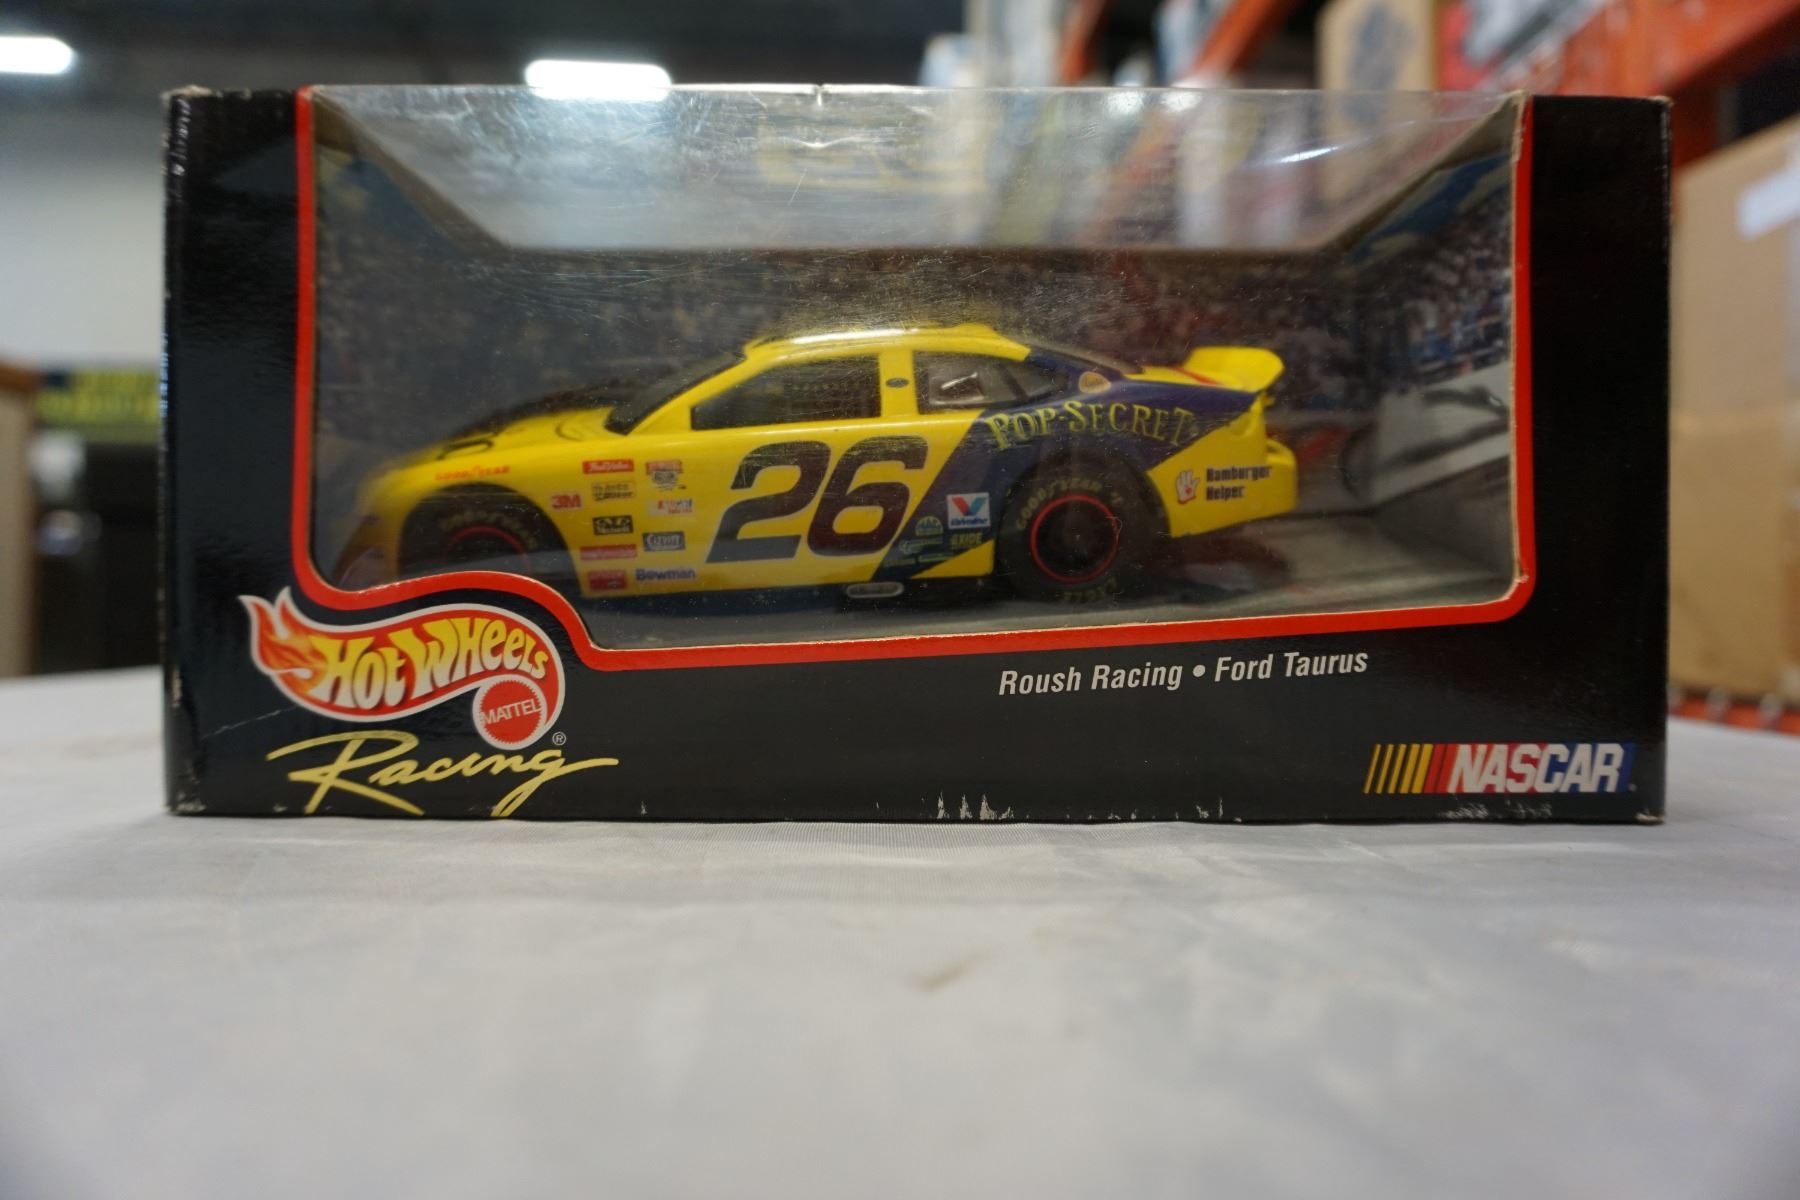 POP-SECRET
26
GOODYEAR
3M
Valvoline
EXIDE
Bowman
Hamburger
Helper
GOODYEAR
HOT WHEELS
MATTEL
Racing®
Roush Racing • Ford Taurus
NASCAR